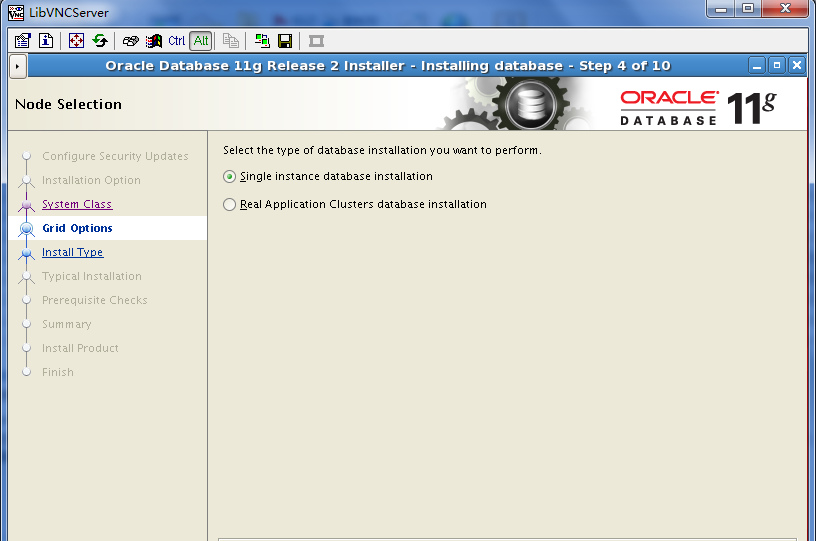 LibVNCServer
Ctrl Alt
Oracle Database 11g Release 2 Installer - Installing database - Step 4 of 10
Node Selection
ORACLE
DATABASE 11g
Configure Security Updates
Installation Option
System Class
Grid Options
Install Type
Typical Installation
Prerequisite Checks
Summary
Install Product
Finish
Select the type of database installation you want to perform.
Single instance database installation
Real Application Clusters database installation